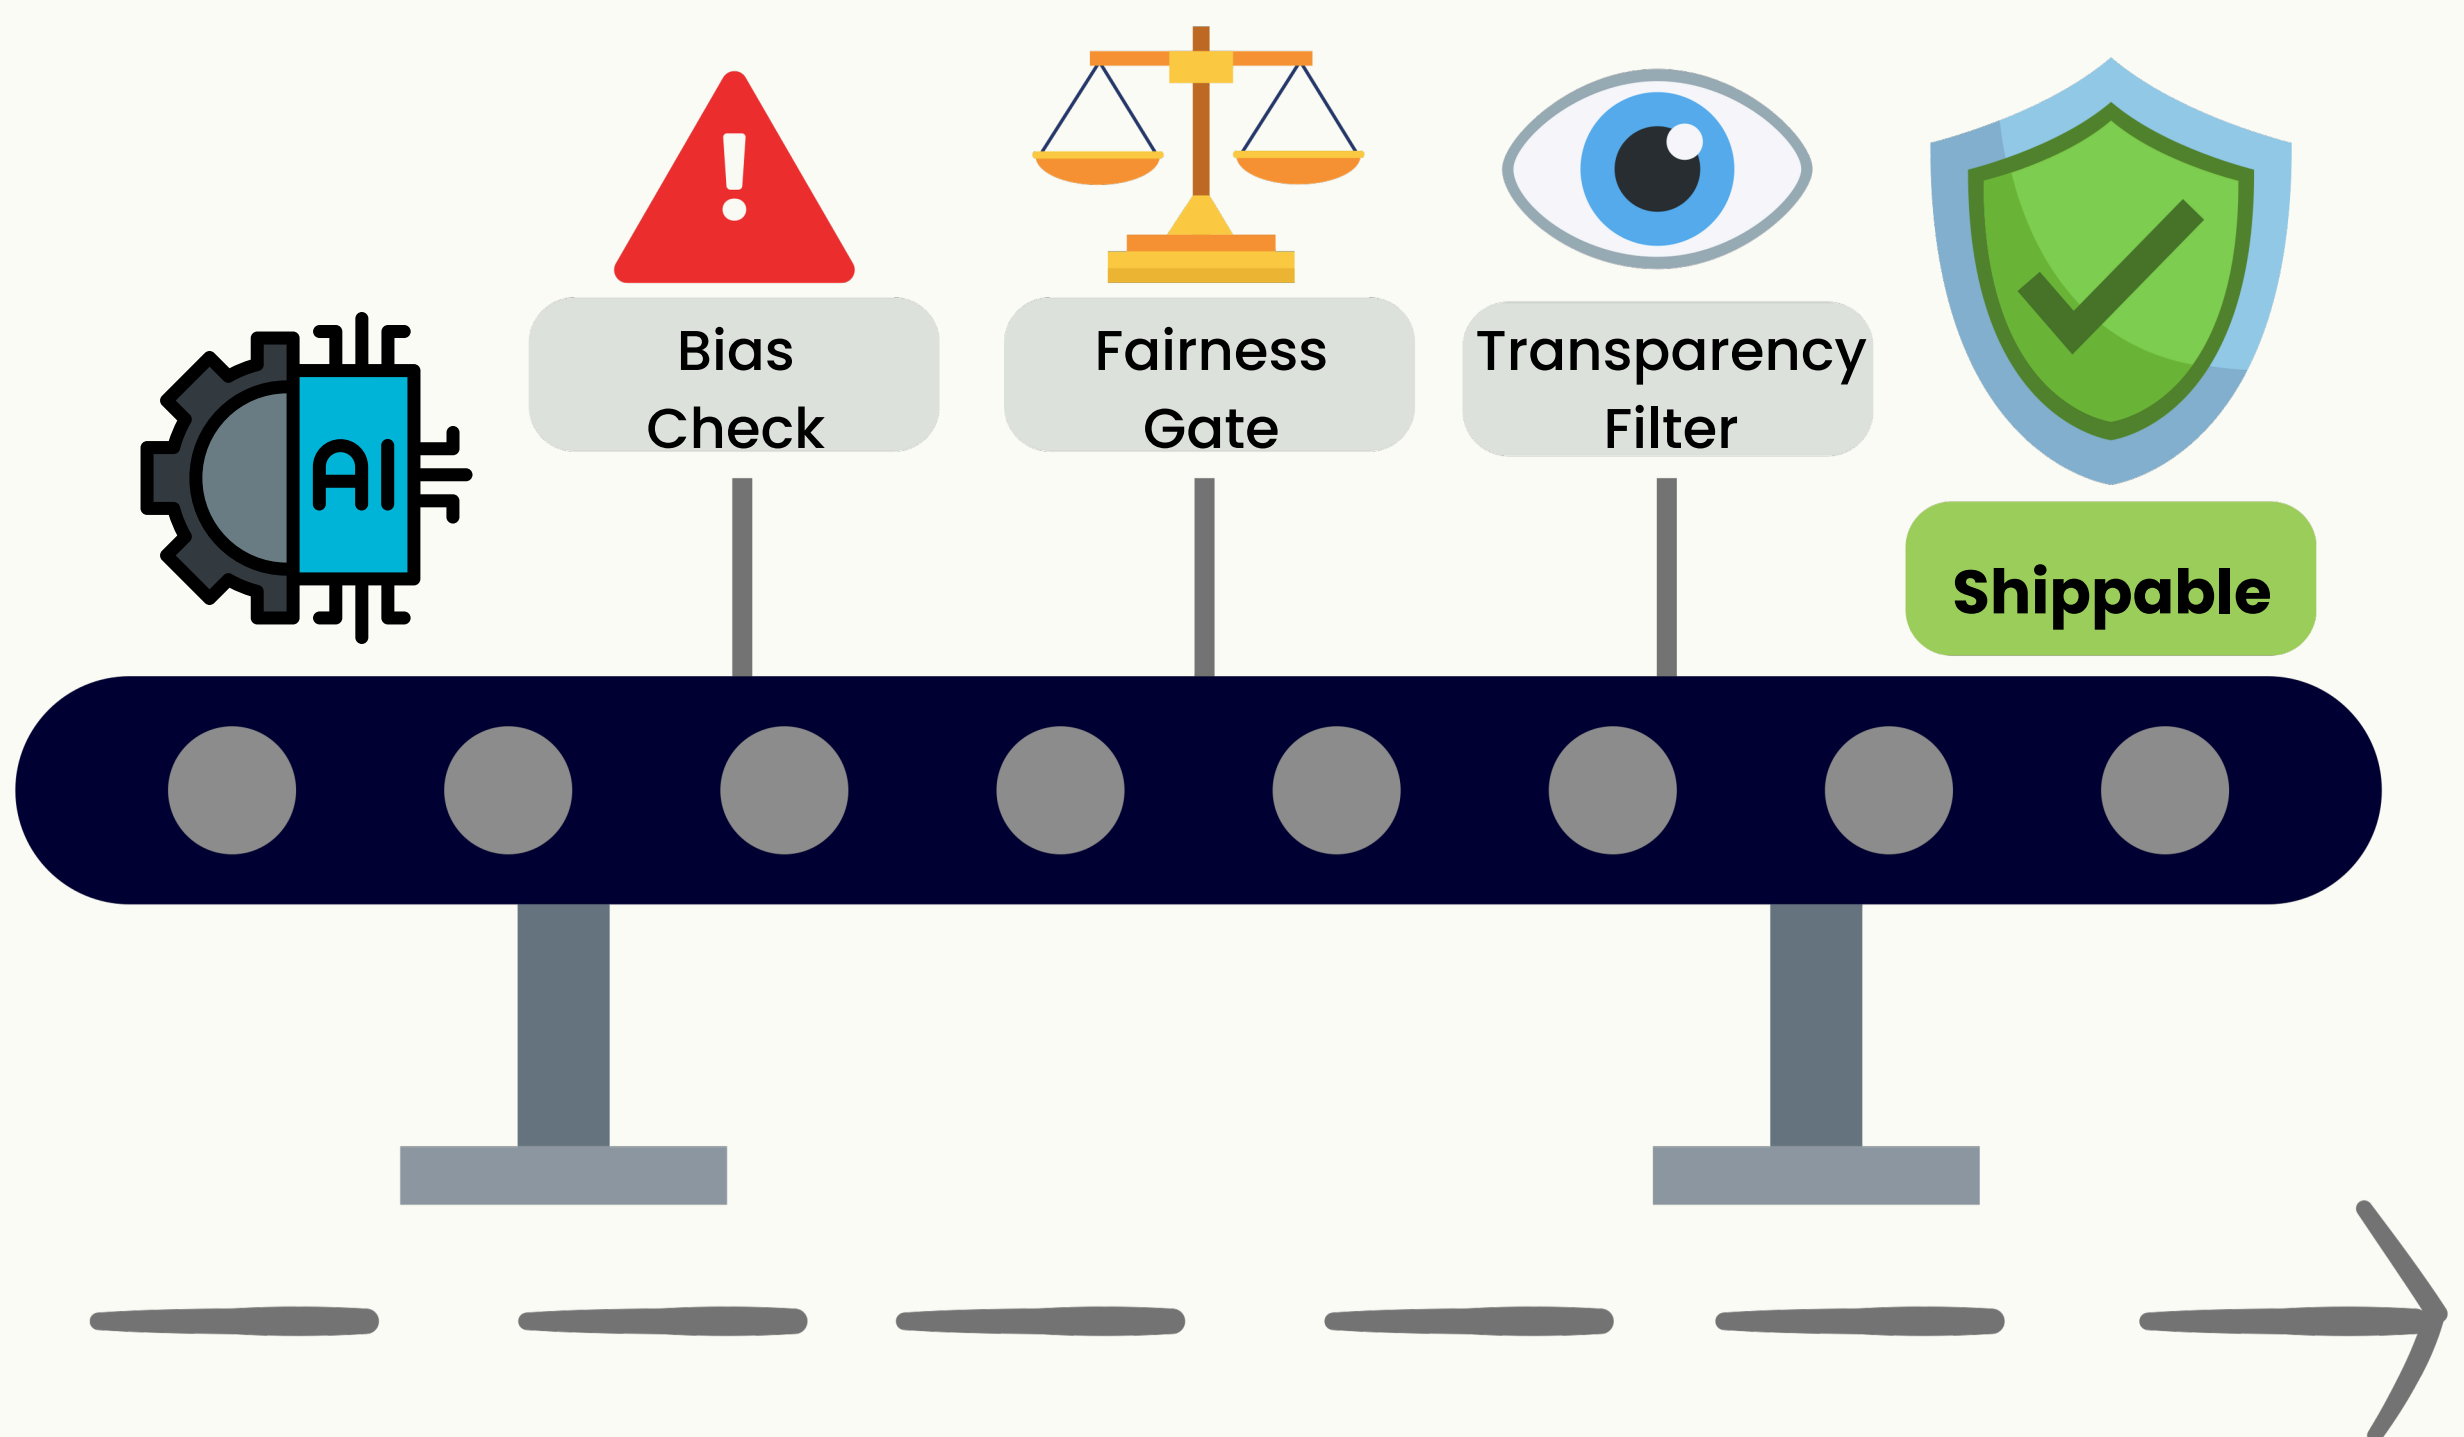 AI
Bias
Check
Fairness
Gate
Transparency
Filter
Shippable